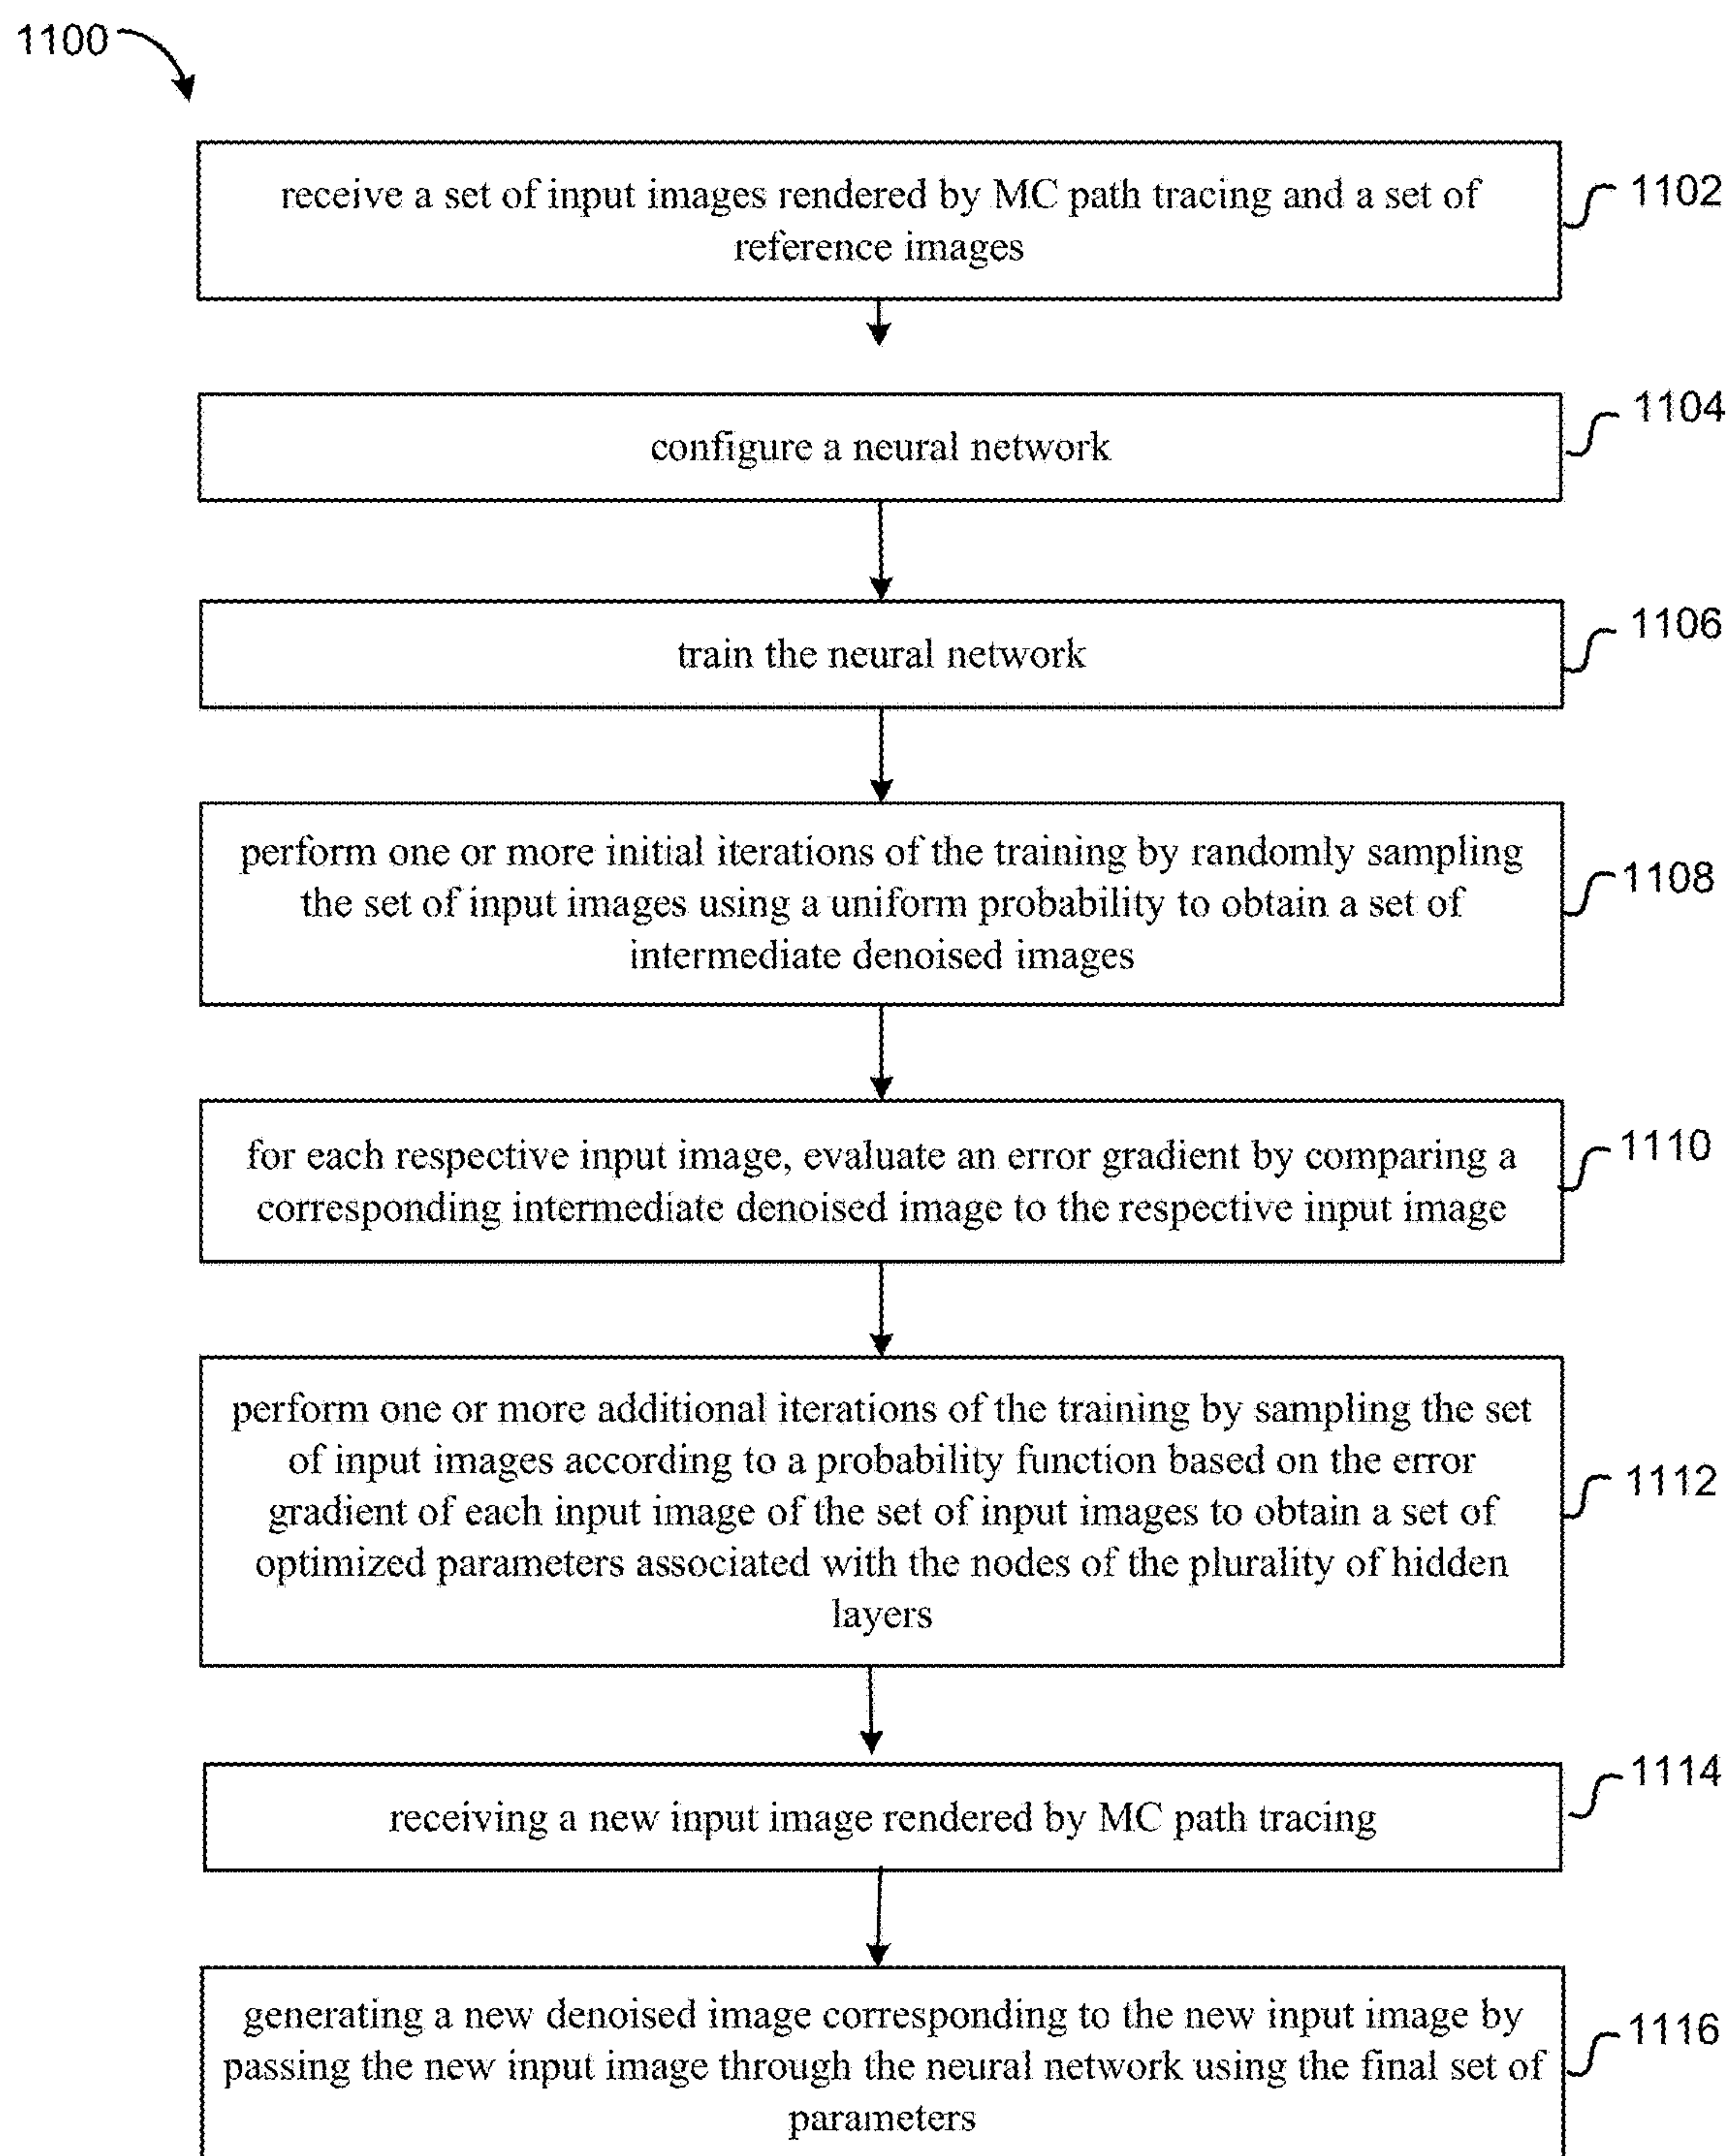 1100
receive a set of input images rendered by MC path tracing and a set of
reference images
1102
configure a neural network
1104
train the neural network
1106
perform one or more initial iterations of the training by randomly sampling
the set of input images using a uniform probability to obtain a set of
intermediate denoised images
1108
for each respective input image, evaluate an error gradient by comparing a
corresponding intermediate denoised image to the respective input image
1110
perform one or more additional iterations of the training by sampling the set
of input images according to a probability function based on the error
gradient of each input image of the set of input images to obtain a set of
optimized parameters associated with the nodes of the plurality of hidden
layers
1112
receiving a new input image rendered by MC path tracing
1114
generating a new denoised image corresponding to the new input image by
passing the new input image through the neural network using the final set of
parameters
1116